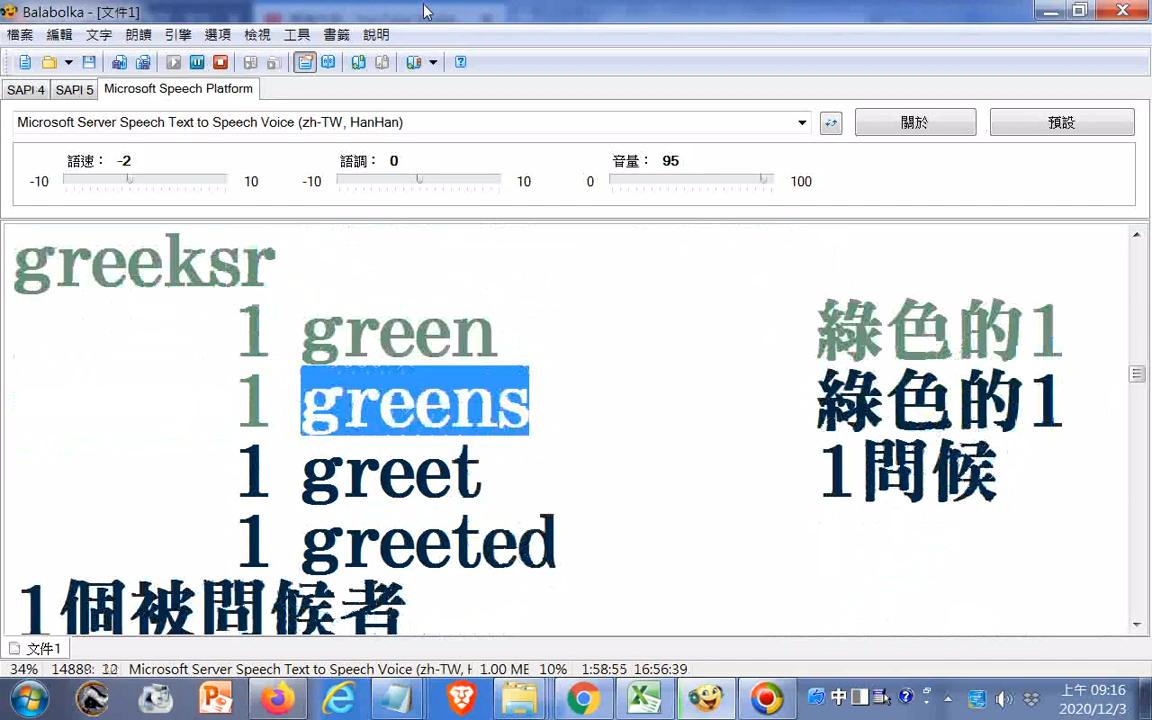 Balabolka - [文件1]
檔案 編輯 文字 朗讀 引擎 選項 檢視 工具 書籤 說明
SAPI 4 SAPI 5 Microsoft Speech Platform
Microsoft Server Speech Text to Speech Voice (zh-TW, HanHan) 關於 預設
語速： -2 語調： 0 音量： 95
-10 10 -10 10 0 100
greeksr
1 green 綠色的1
1 greens 綠色的1
1 greet 1問候
1 greeted
1個被問候者
文件1
34% 14888: Microsoft Server Speech Text to Speech Voice (zh-TW, 1.00 ME 10% 1:58:55 16:56:39
中 上午 09:16
2020/12/3